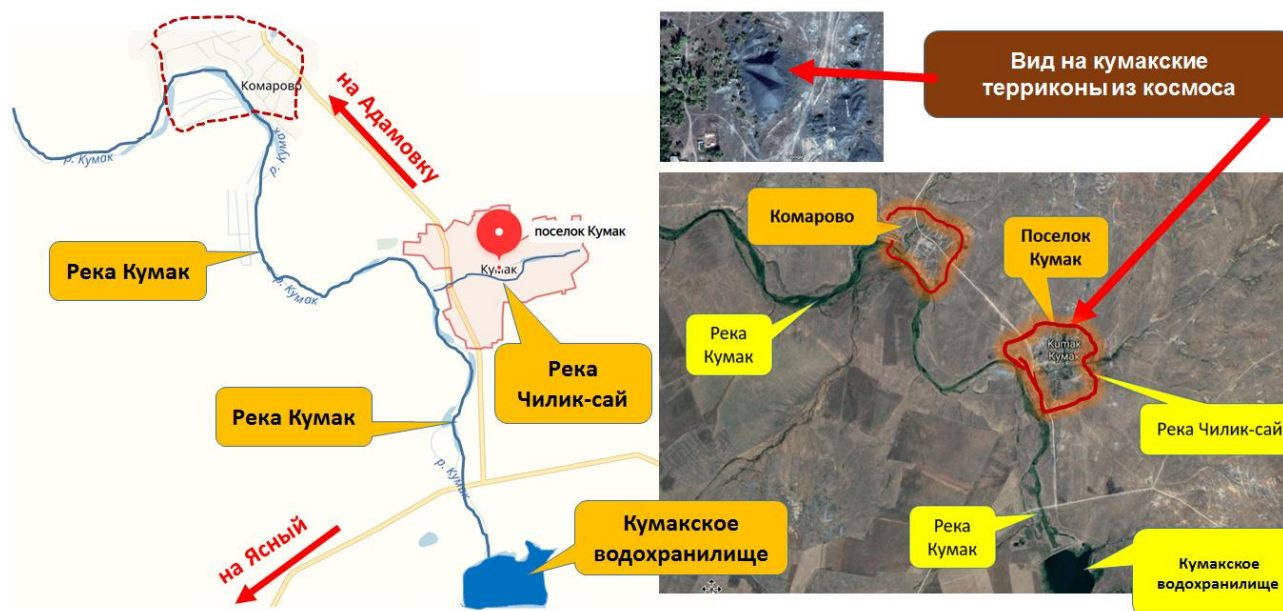 Комарово
р. Кумак
р. Кумак
на Адамовку
Река Кумак
р. Кумак
поселок Кумак
Кумак
Река
Чилик-сай
Река Кумак
р. Кумак
на Ясный
Кумакское
водохранилище
Вид на кумакские
терриконы из космоса
Комарово
Поселок
Кумак
Река
Кумак
Kumak
Кумак
Река Чилик-сай
Река
Кумак
Кумакское
водохранилище